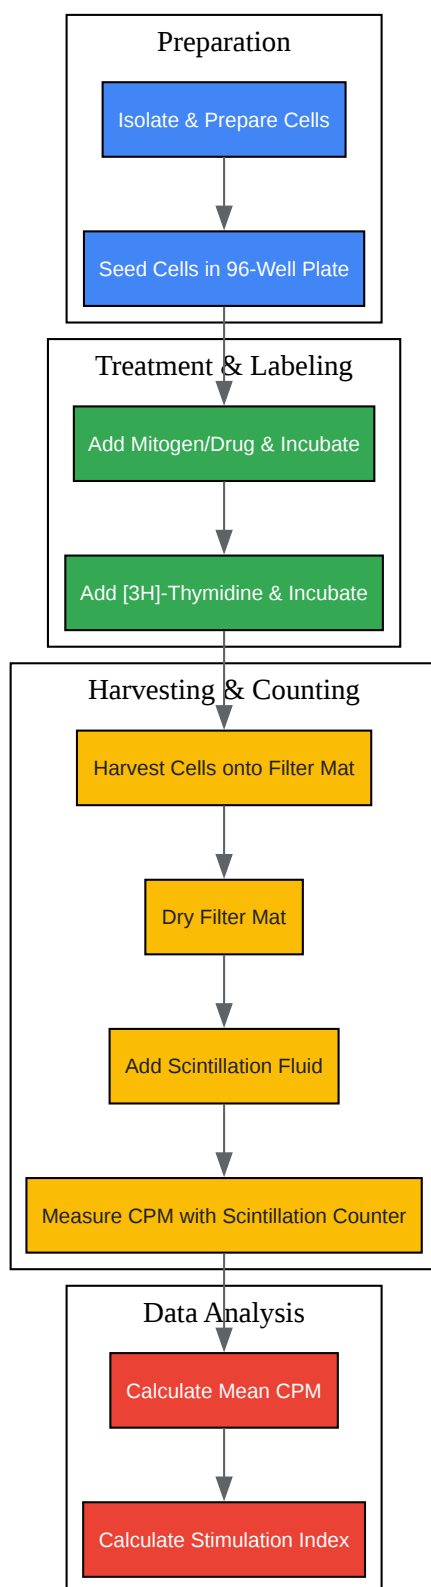 Preparation
Isolate & Prepare Cells
Seed Cells in 96-Well Plate
Treatment & Labeling
Add Mitogen/Drug & Incubate
Add [3H]-Thymidine & Incubate
Harvesting & Counting
Harvest Cells onto Filter Mat
Dry Filter Mat
Add Scintillation Fluid
Measure CPM with Scintillation Counter
Data Analysis
Calculate Mean CPM
Calculate Stimulation Index